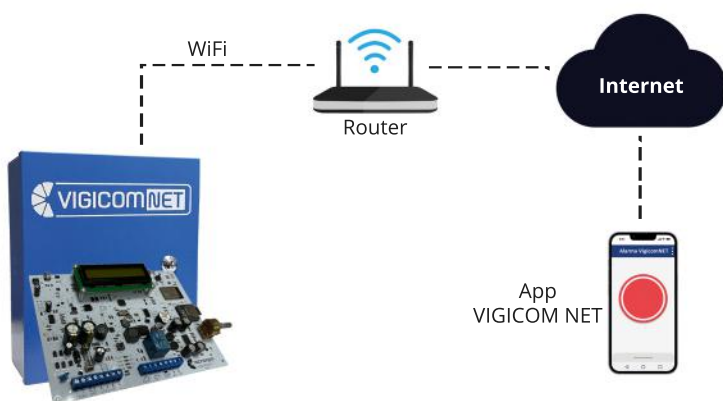 WiFi
Router
Internet
VIGICOM NET
Alarma VigicomNET
App
VIGICOM NET